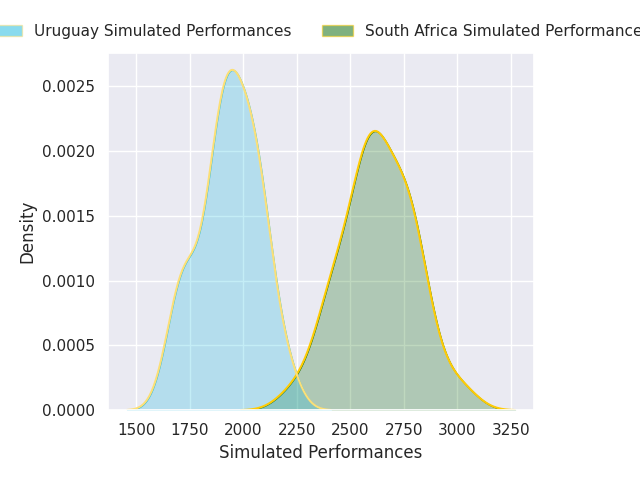 Uruguay Simulated Performances South Africa Simulated Performance
0.0025
0.0020
0.0015
0.0010
0.0005
0.0000
Density
1500 1750 2000 2250 2500 2750 3000 3250
Simulated Performances